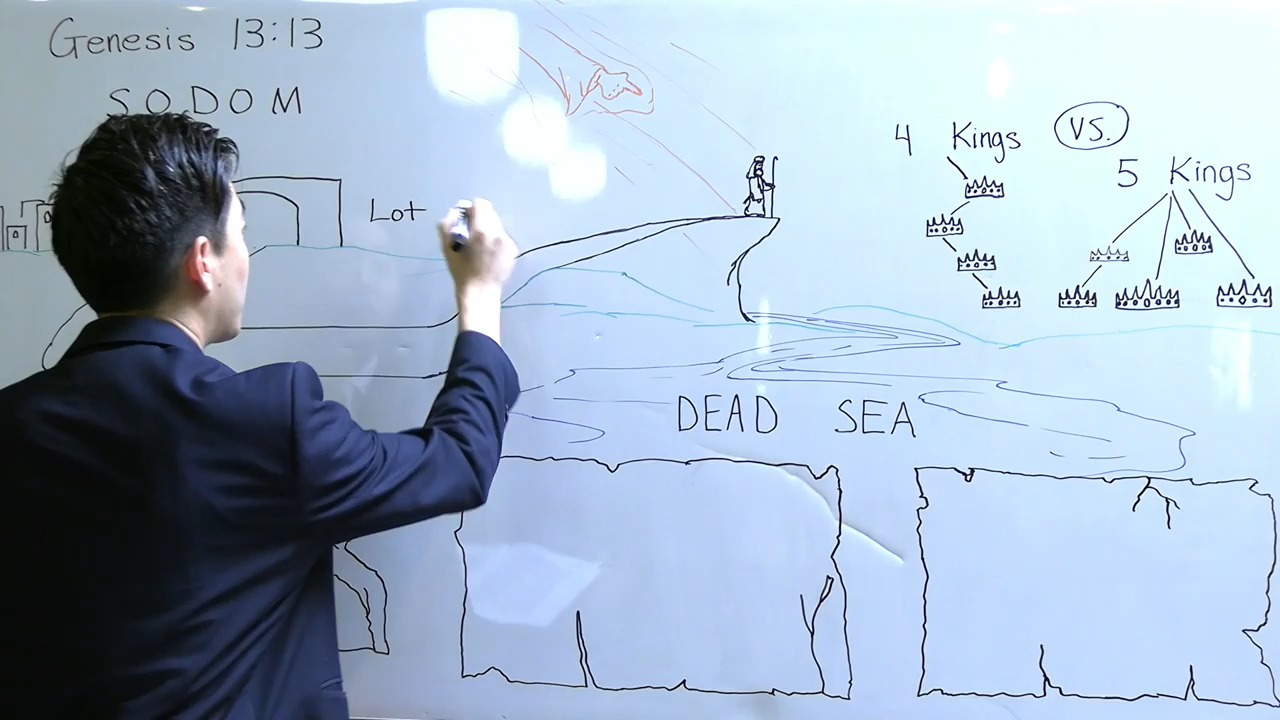 Genesis 13:13
SODOM
Lot
4 Kings VS.
5 Kings
DEAD SEA